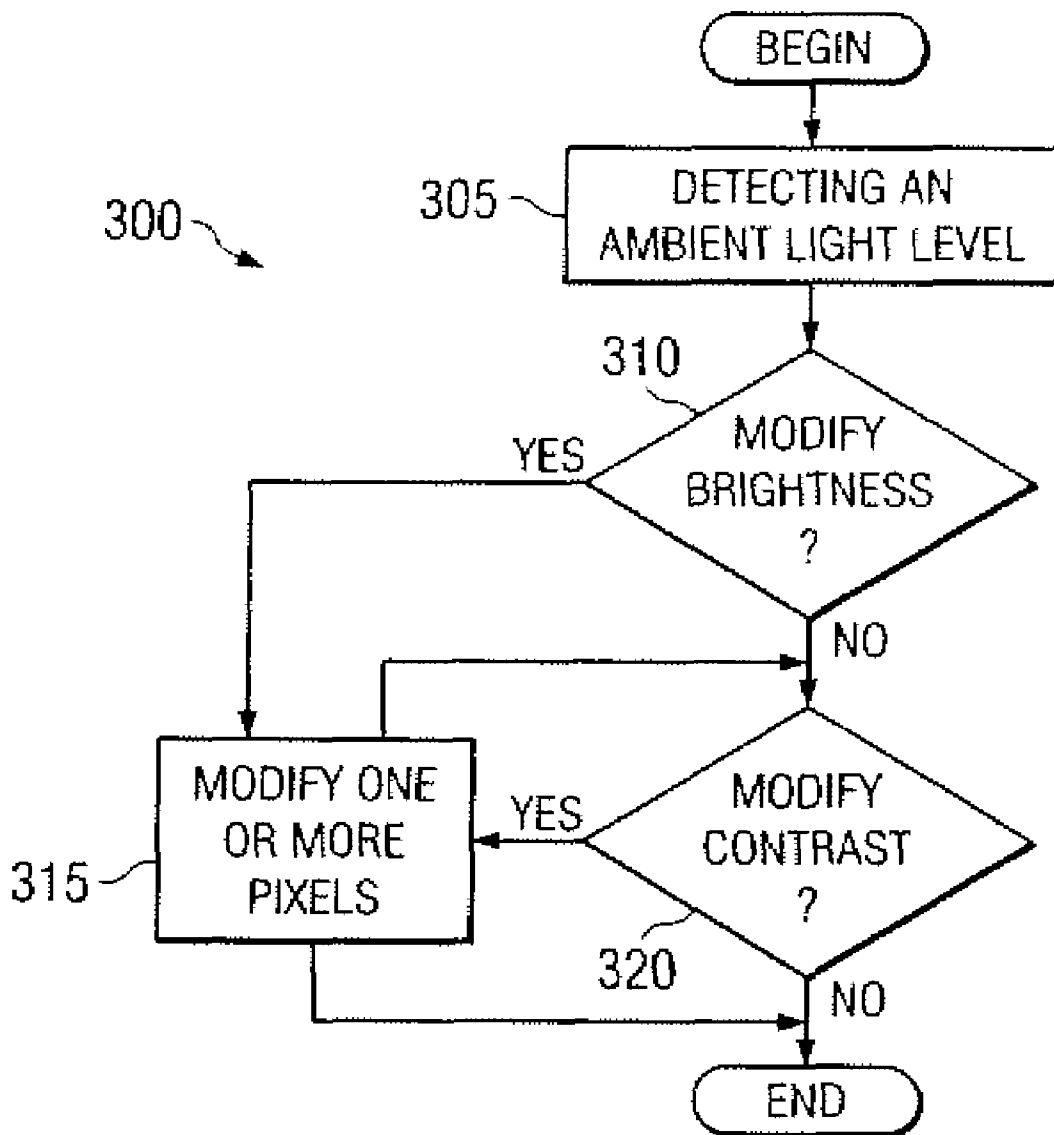 BEGIN
305
DETECTING AN
AMBIENT LIGHT LEVEL
300
310
MODIFY
BRIGHTNESS
?
YES
NO
315
MODIFY ONE
OR MORE
PIXELS
YES
MODIFY
CONTRAST
?
320
NO
END